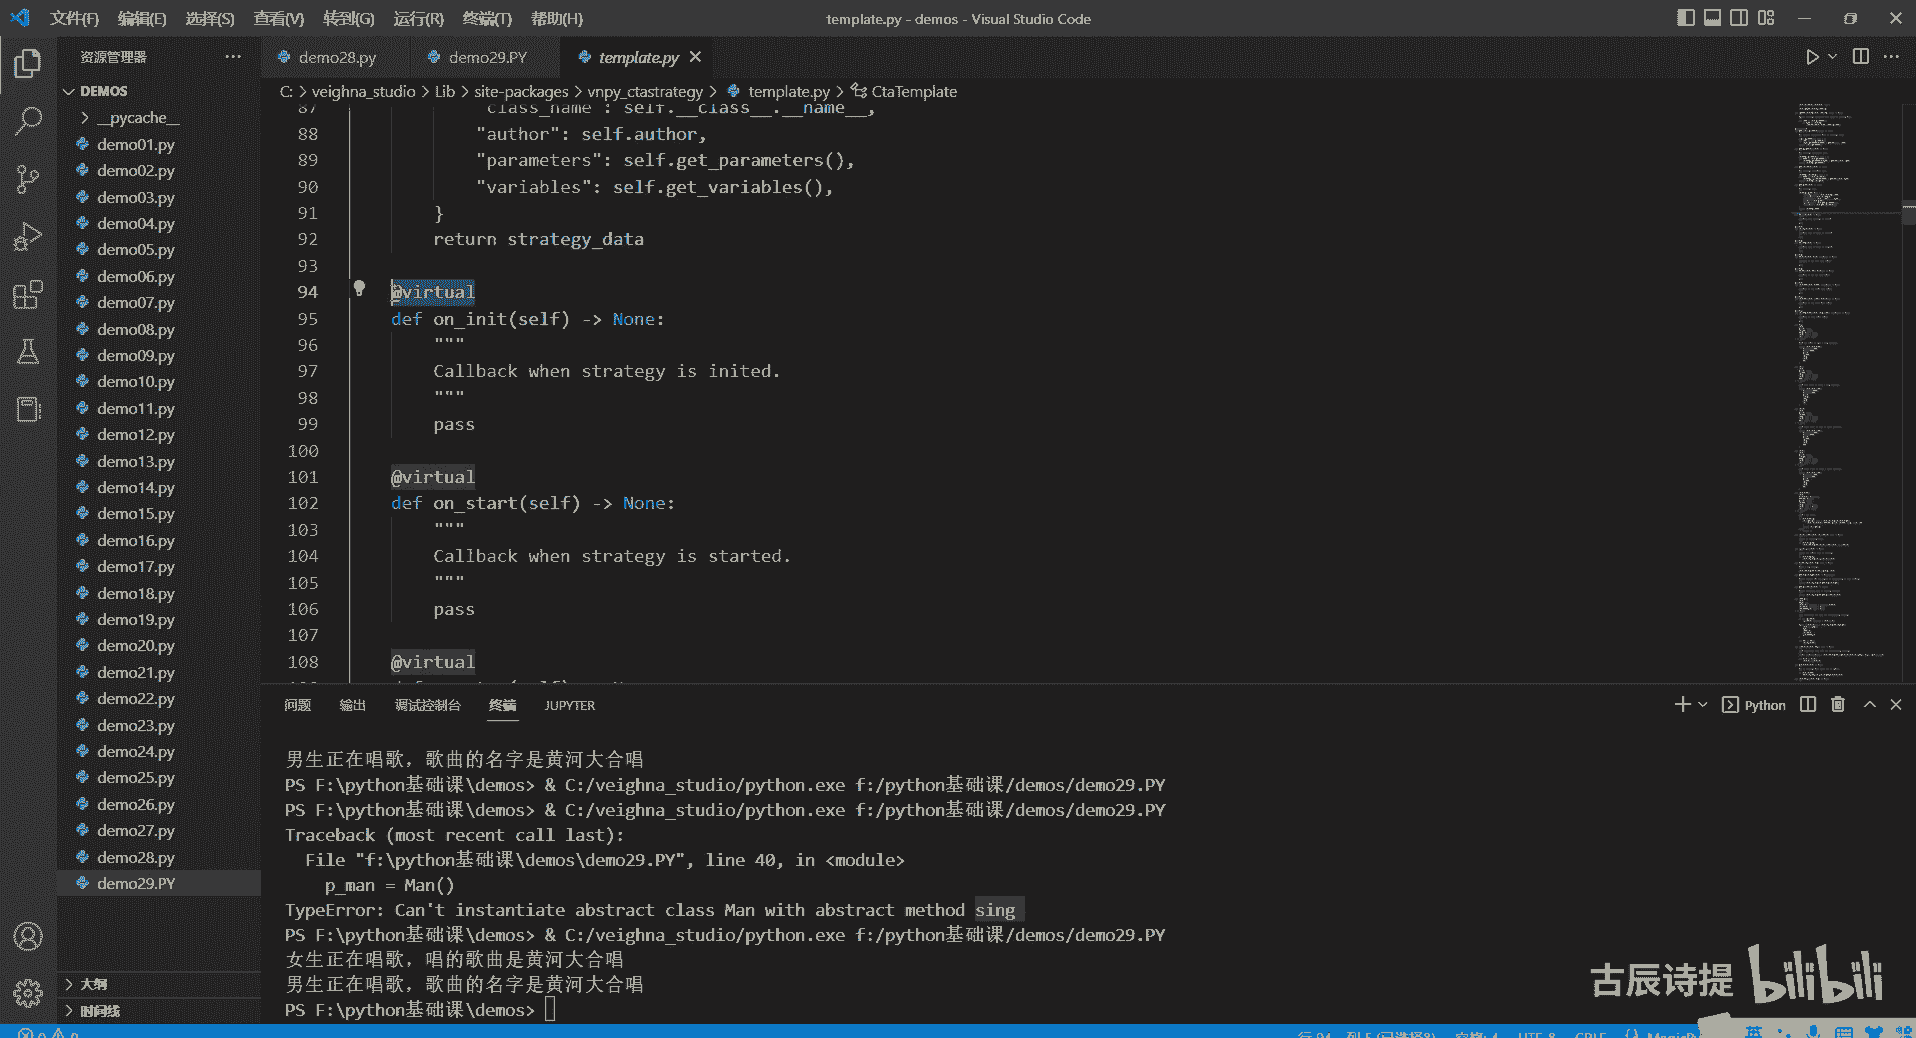 文件(F) 编辑(E) 选择(S) 查看(V) 转到(G) 运行(R) 终端(T) 帮助(H)
template.py - demos - Visual Studio Code
资源管理器
demo28.py
demo29.PY
template.py
DEMOS
C: > veighna_studio > Lib > site-packages > vnpy_ctastrategy > template.py > CtaTemplate
__pycache__
demo01.py
demo02.py
demo03.py
demo04.py
demo05.py
demo06.py
demo07.py
demo08.py
demo09.py
demo10.py
demo11.py
demo12.py
demo13.py
demo14.py
demo15.py
demo16.py
demo17.py
demo18.py
demo19.py
demo20.py
demo21.py
demo22.py
demo23.py
demo24.py
demo25.py
demo26.py
demo27.py
demo28.py
demo29.PY
大纲
时间线
87 "class_name": self.__class__.__name__,
88 "author": self.author,
89 "parameters": self.get_parameters(),
90 "variables": self.get_variables(),
91 }
92 return strategy_data
93
94 @virtual
95 def on_init(self) -> None:
96 """
97 Callback when strategy is inited.
98 """
99 pass
100
101 @virtual
102 def on_start(self) -> None:
103 """
104 Callback when strategy is started.
105 """
106 pass
107
108 @virtual
问题 输出 调试控制台 终端 JUPYTER
Python
男生正在唱歌，歌曲的名字是黄河大合唱
PS F:\python基础课\demos> & C:/veighna_studio/python.exe f:/python基础课/demos/demo29.PY
PS F:\python基础课\demos> & C:/veighna_studio/python.exe f:/python基础课/demos/demo29.PY
Traceback (most recent call last):
File "f:\python基础课\demos\demo29.PY", line 40, in <module>
p_man = Man()
TypeError: Can't instantiate abstract class Man with abstract method sing
PS F:\python基础课\demos> & C:/veighna_studio/python.exe f:/python基础课/demos/demo29.PY
女生正在唱歌，唱的歌曲是黄河大合唱
男生正在唱歌，歌曲的名字是黄河大合唱
PS F:\python基础课\demos>
古辰诗提
bilibili